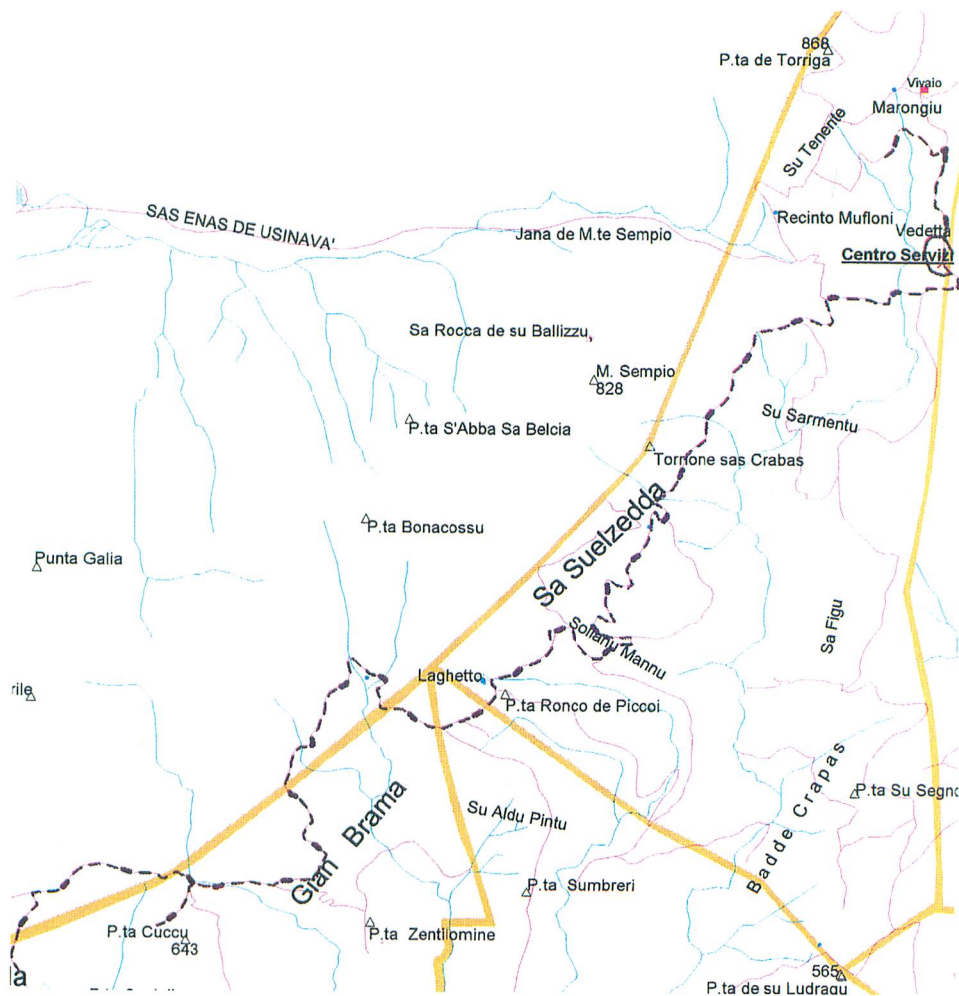 868
P.ta de Torriga
Vivaio
Marongiu
Su Tenente
SAS ENAS DE USINAVA'
Recinto Mufloni
Jana de M.te Sempio
Vedetta
Centro Servizi
Sa Rocca de su Ballizzu
M. Sempio
828
P.ta S'Abba Sa Belcia
Su Sarmentu
Tornone sas Crabas
Sa Suelzedda
P.ta Bonacossu
Punta Galia
Sa Figu
Sollanu Mannu
Laghetto
rile
P.ta Ronco de Piccoi
Badde Crapas
P.ta Su Segno
Gian Brama
Su Aldu Pintu
P.ta Sumbreri
P.ta Cuccu
643
P.ta Zentilomine
la
565
P.ta de su Ludragu